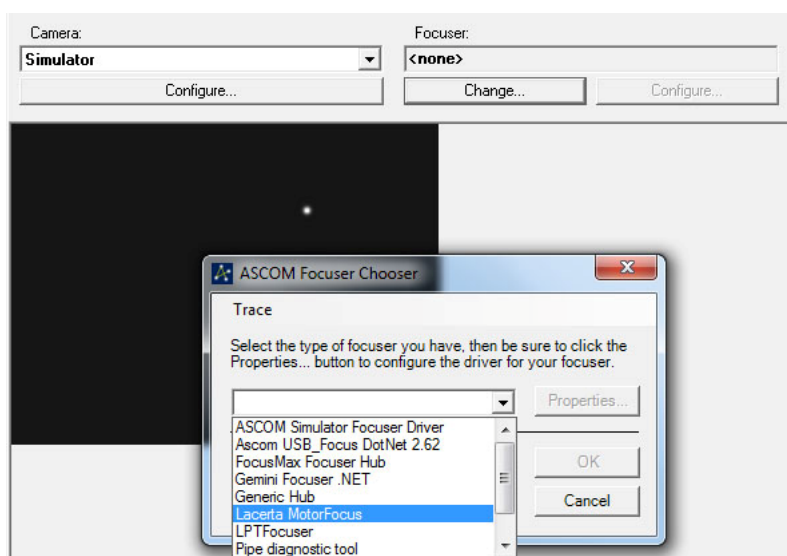 Camera:
Focuser:
Simulator
<none>
Configure...
Change...
Configure...
ASCOM Focuser Chooser
Trace
Select the type of focuser you have, then be sure to click the
Properties... button to configure the driver for your focuser.
Properties...
ASCOM Simulator Focuser Driver
Ascom USB_Focus DotNet 2.62
FocusMax Focuser Hub
Gemini Focuser .NET
Generic Hub
Lacerta MotorFocus
LPTFocuser
Pipe diagnostic tool
OK
Cancel